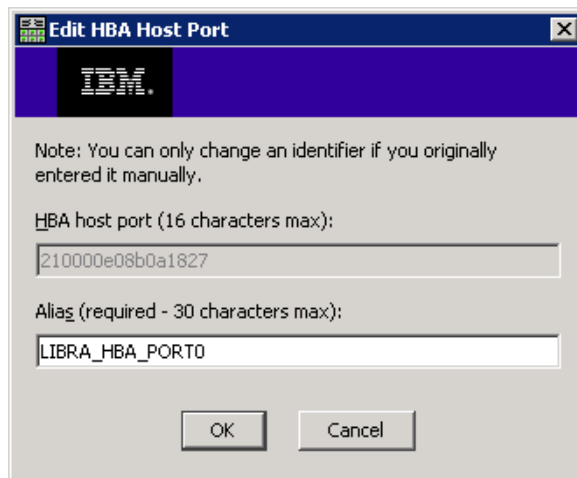 Edit HBA Host Port
IBM.
Note: You can only change an identifier if you originally
entered it manually.
HBA host port (16 characters max):
210000e08b0a1827
Alias (required - 30 characters max):
LIBRA_HBA_PORT0
OK Cancel